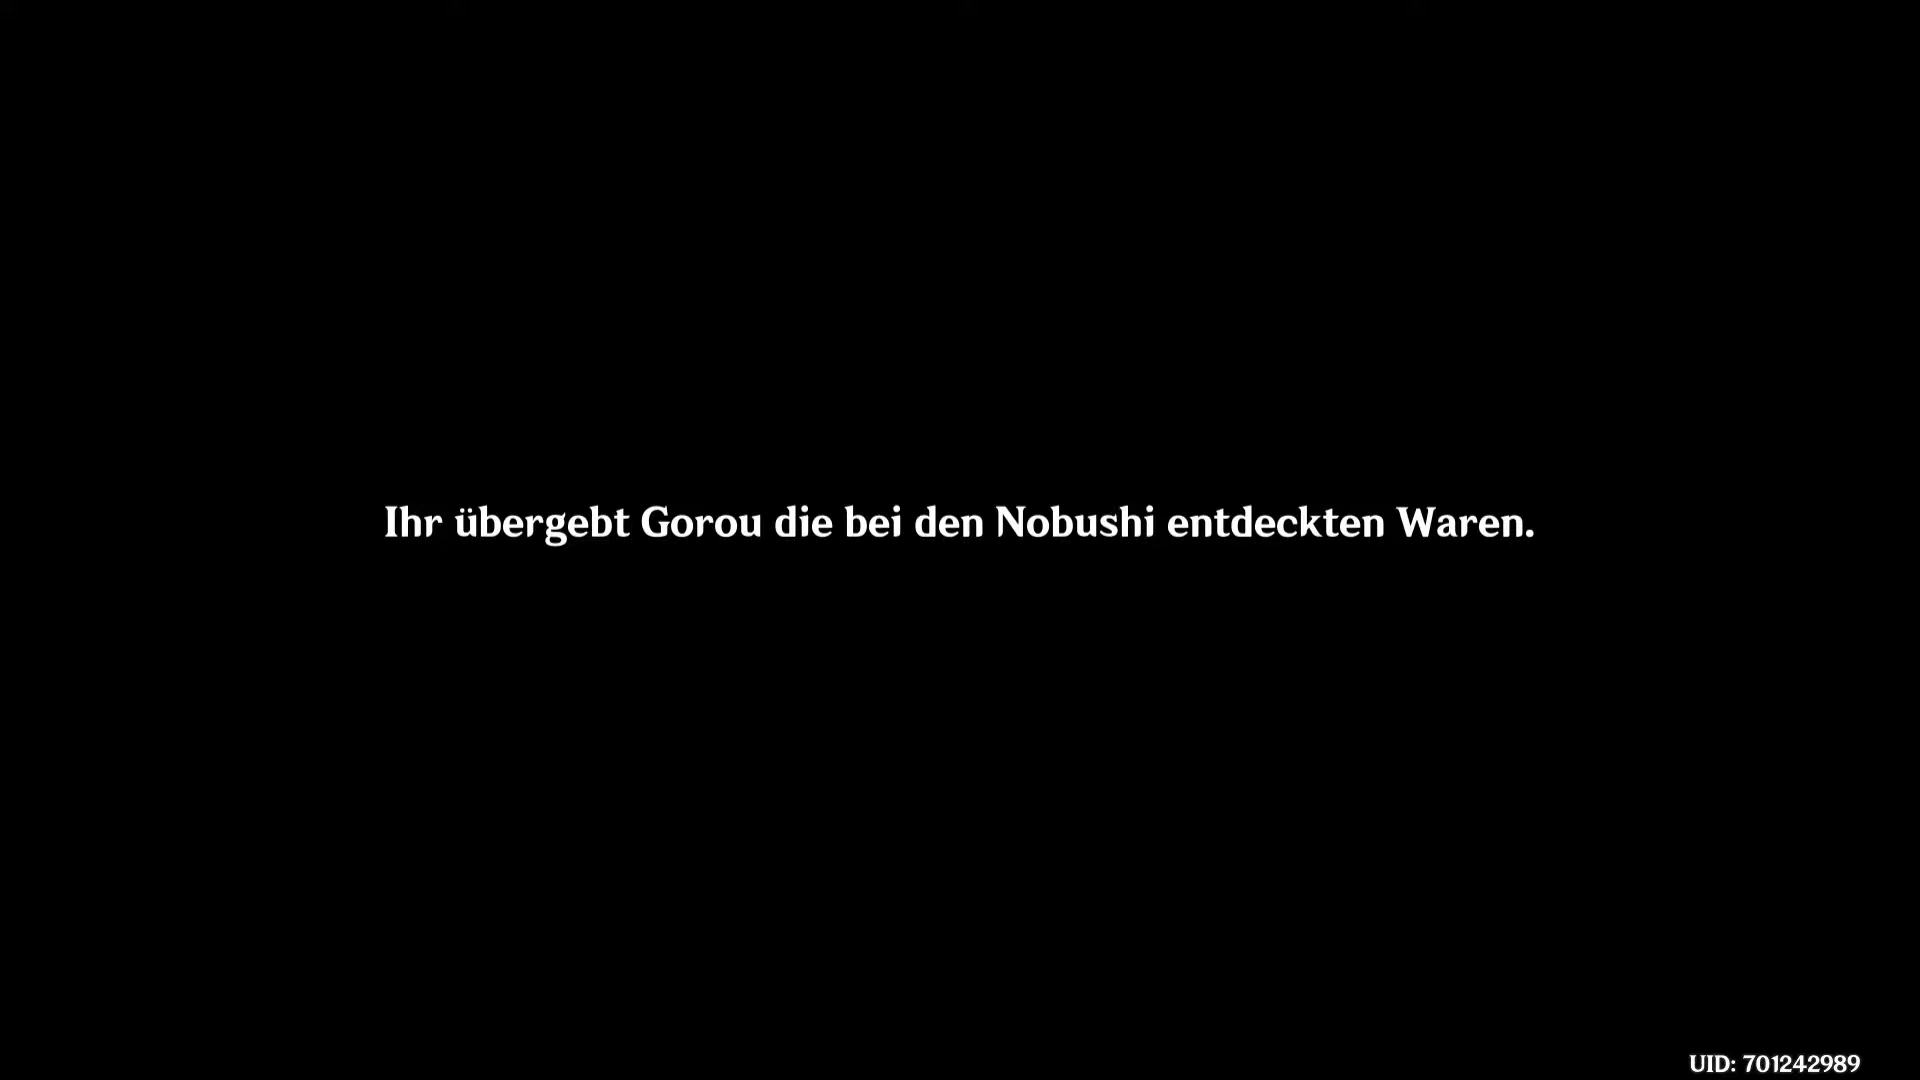 Ihr übergebt Gorou die bei den Nobushi entdeckten Waren.
UID: 701242989